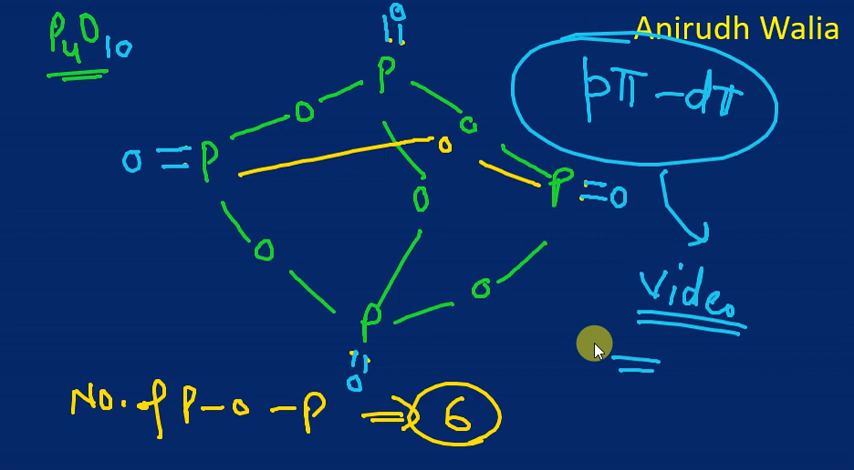 Anirudh Walia
P4O10
pπ-dπ
O
P
O
O
O
O=P
P=O
O
O
O
P
O
Video
No. of P-O-P ⇒ 6